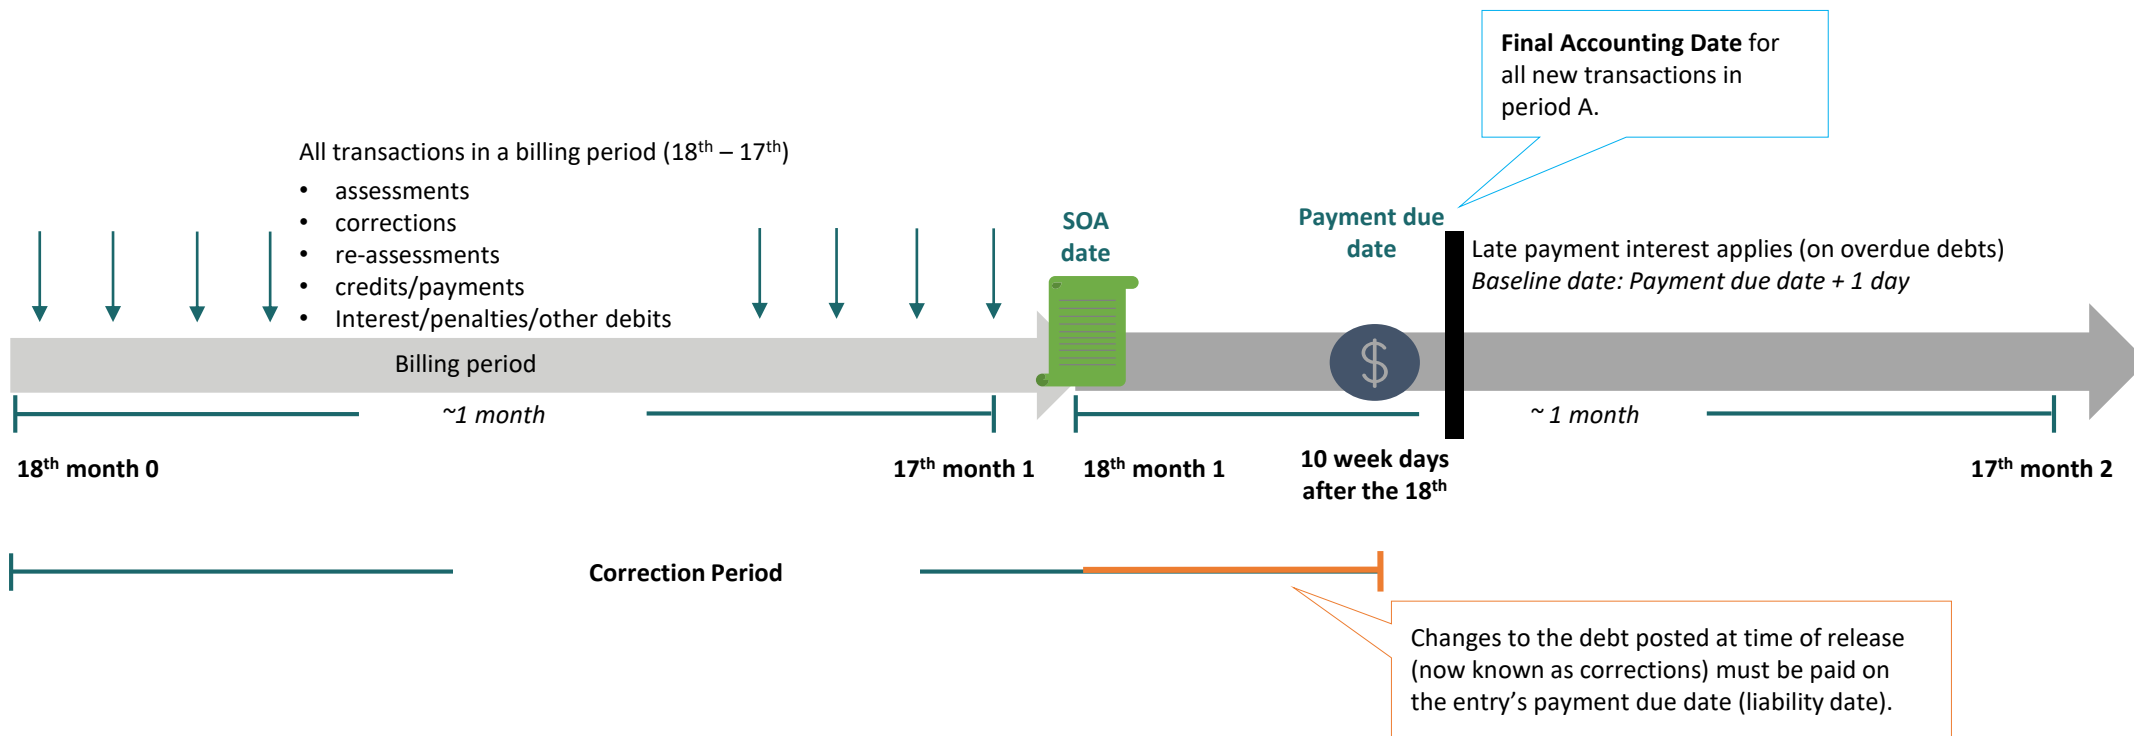 Final Accounting Date for
all new transactions in
period A.
All transactions in a billing period (18th – 17th)
• assessments
• corrections
• re-assessments
• credits/payments
• Interest/penalties/other debits
SOA
date
Payment due
date
Late payment interest applies (on overdue debts)
Baseline date: Payment due date + 1 day
Billing period
$
~1 month
~ 1 month
18th month 0
17th month 1
18th month 1
10 week days
after the 18th
17th month 2
Correction Period
Changes to the debt posted at time of release
(now known as corrections) must be paid on
the entry’s payment due date (liability date).